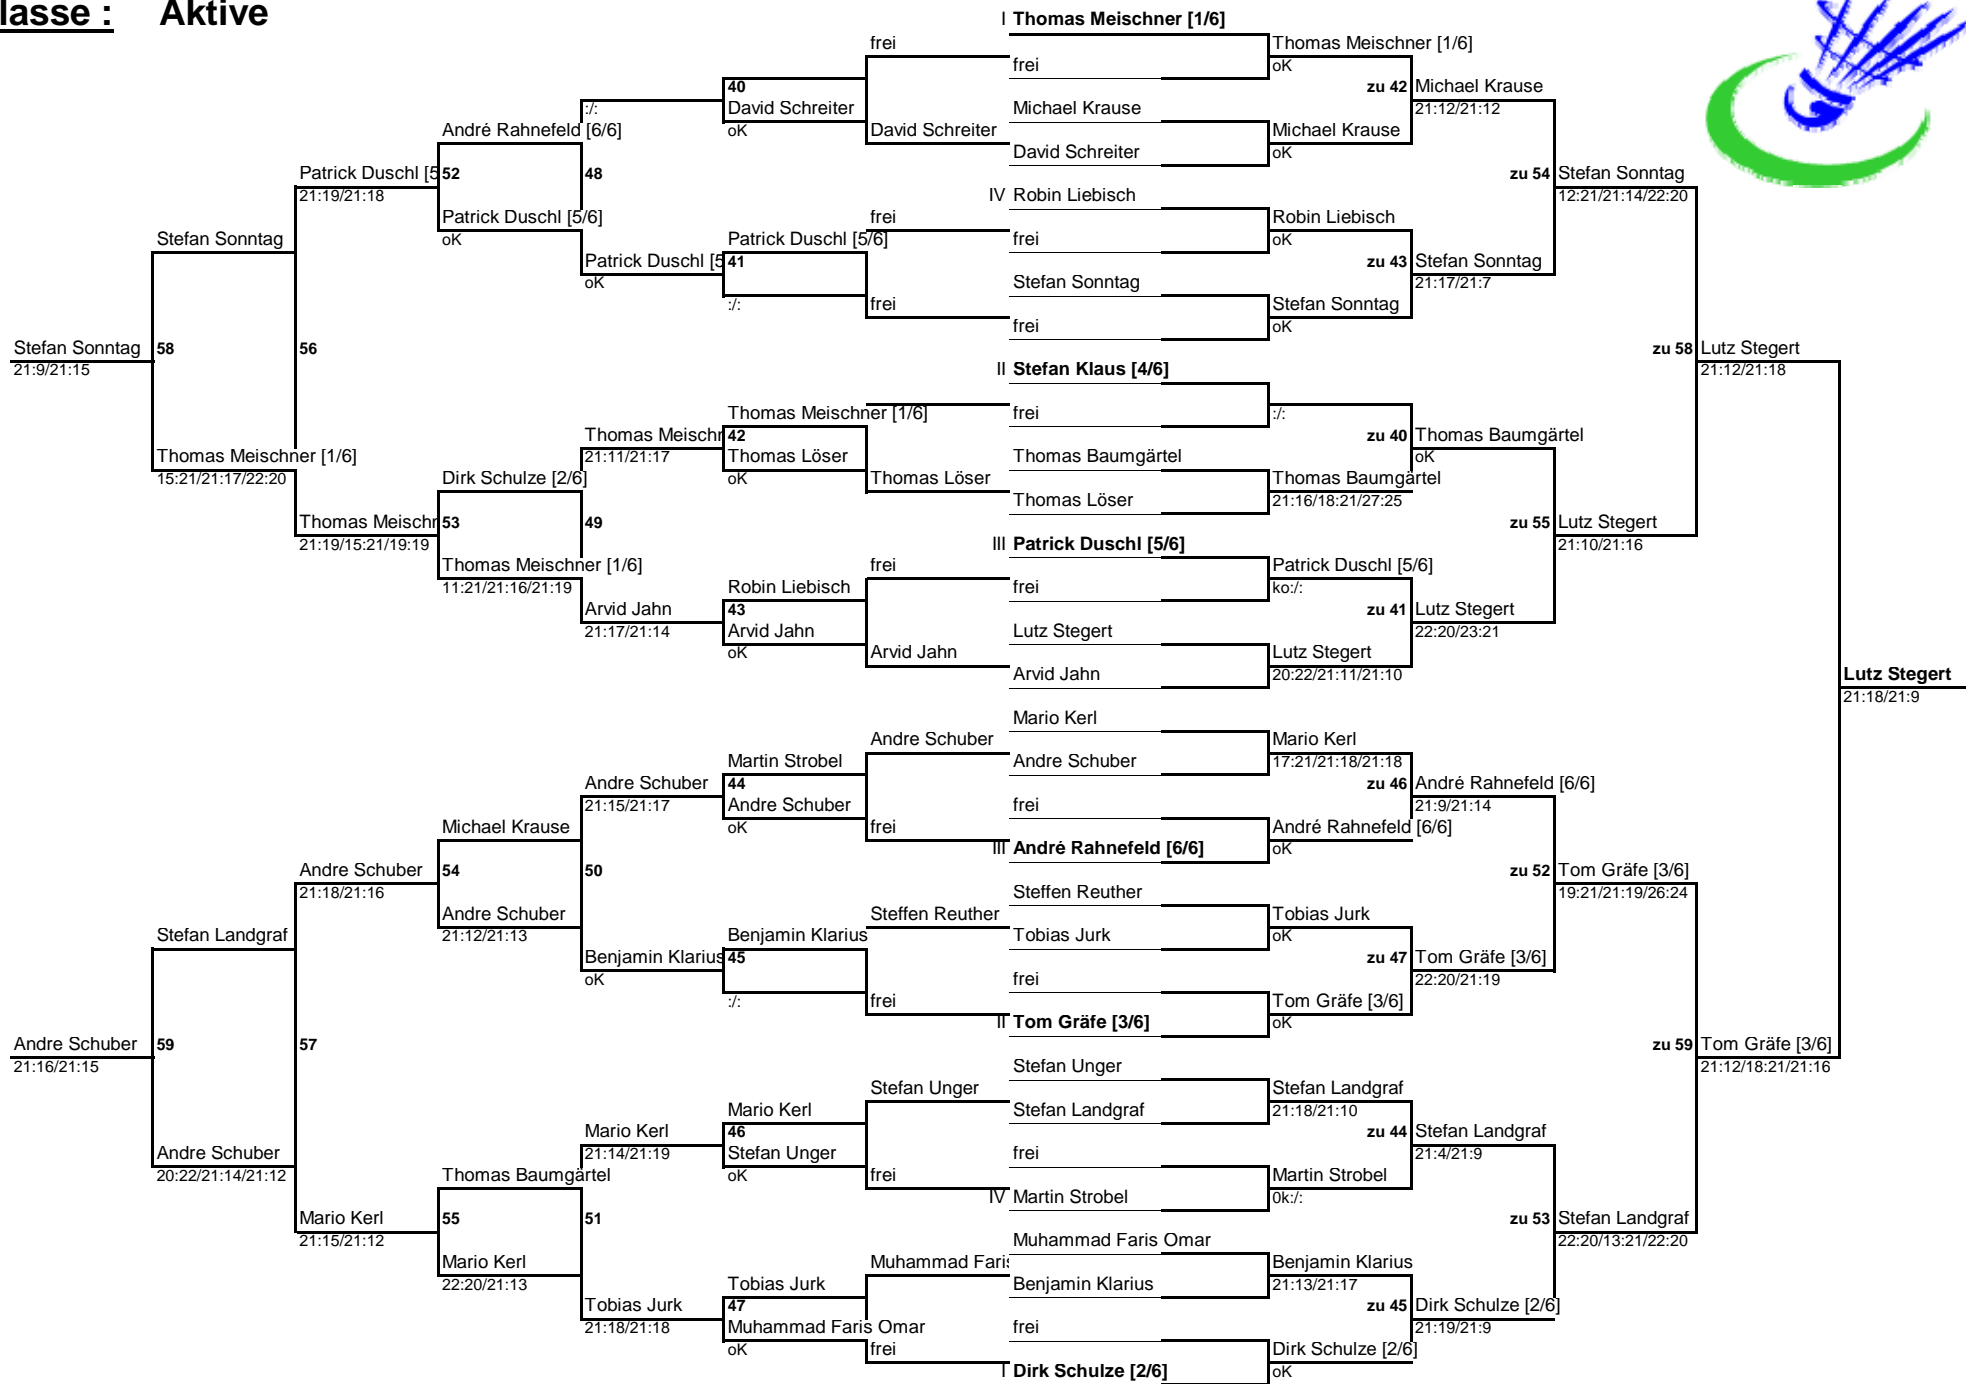 lasse : Aktive
I Thomas Meischner [1/6]
frei Thomas Meischner [1/6]
frei oK
40 zu 42 Michael Krause
:/: David Schreiter Michael Krause 21:12/21:12
André Rahnefeld [6/6] oK David Schreiter Michael Krause
David Schreiter oK
Patrick Duschl [5 52 48 zu 54 Stefan Sonntag
21:19/21:18 IV Robin Liebisch 12:21/21:14/22:20
Patrick Duschl [5/6] frei Robin Liebisch
Stefan Sonntag oK Patrick Duschl [5/6] frei oK
Patrick Duschl [5 41 zu 43 Stefan Sonntag
oK Stefan Sonntag 21:17/21:7
:/: frei Stefan Sonntag
frei oK
Stefan Sonntag 58 56 zu 58 Lutz Stegert
21:9/21:15 II Stefan Klaus [4/6] 21:12/21:18
Thomas Meischner [1/6] frei :/:
Thomas Meischr 42 zu 40 Thomas Baumgärtel
Thomas Meischner [1/6] 21:11/21:17 Thomas Löser Thomas Baumgärtel oK
15:21/21:17/22:20 Dirk Schulze [2/6] oK Thomas Löser Thomas Baumgärtel
Thomas Löser 21:16/18:21/27:25
Thomas Meischr 53 49 zu 55 Lutz Stegert
21:19/15:21/19:19 III Patrick Duschl [5/6] 21:10/21:16
Thomas Meischner [1/6] frei Patrick Duschl [5/6]
11:21/21:16/21:19 Robin Liebisch frei ko:/:
Arvid Jahn 43 zu 41 Lutz Stegert
21:17/21:14 Arvid Jahn Lutz Stegert 22:20/23:21
oK Arvid Jahn Lutz Stegert
Arvid Jahn 20:22/21:11/21:10 Lutz Stegert
21:18/21:9
Mario Kerl
Andre Schuber Mario Kerl
Martin Strobel Andre Schuber 17:21/21:18/21:18
Andre Schuber 44 zu 46 André Rahnefeld [6/6]
21:15/21:17 Andre Schuber frei 21:9/21:14
Michael Krause oK frei André Rahnefeld [6/6]
III André Rahnefeld [6/6] oK
Andre Schuber 54 50 zu 52 Tom Gräfe [3/6]
21:18/21:16 Steffen Reuther 19:21/21:19/26:24
Andre Schuber Steffen Reuther Tobias Jurk
Stefan Landgraf 21:12/21:13 Benjamin Klarius Tobias Jurk oK
Benjamin Klarius 45 zu 47 Tom Gräfe [3/6]
oK frei 22:20/21:19
:/: frei Tom Gräfe [3/6]
II Tom Gräfe [3/6] oK
Andre Schuber 59 57 zu 59 Tom Gräfe [3/6]
21:16/21:15 Stefan Unger 21:12/18:21/21:16
Stefan Unger Stefan Landgraf
Mario Kerl Stefan Landgraf 21:18/21:10
Mario Kerl 46 zu 44 Stefan Landgraf
Andre Schuber 21:14/21:19 Stefan Unger frei 21:4/21:9
20:22/21:14/21:12 Thomas Baumgärtel oK frei Martin Strobel
IV Martin Strobel 0k:/:
Mario Kerl 55 51 zu 53 Stefan Landgraf
21:15/21:12 Muhammad Faris Omar 22:20/13:21/22:20
Mario Kerl Muhammad Faris Benjamin Klarius
22:20/21:13 Tobias Jurk Benjamin Klarius 21:13/21:17
Tobias Jurk 47 zu 45 Dirk Schulze [2/6]
21:18/21:18 Muhammad Faris Omar frei 21:19/21:9
oK frei Dirk Schulze [2/6]
I Dirk Schulze [2/6] oK